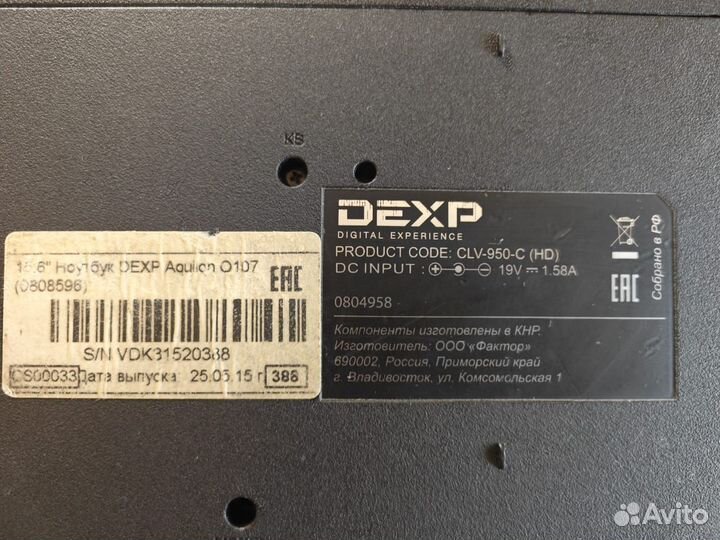 KB
15.6" Ноутбук DEXP Aquilon O107
(0808596)
EAC
S/N VDK31520388
CS00033
Дата выпуска: 25.05.15 г.
386
DEXP
DIGITAL EXPERIENCE
PRODUCT CODE: CLV-950-C (HD)
DC INPUT : 19V 1.58A
0804958
EAC
Собрано в РФ
Компоненты изготовлены в КНР.
Изготовитель: ООО «Фактор»
690002, Россия, Приморский край
г. Владивосток, ул. Комсомольская 1
Avito